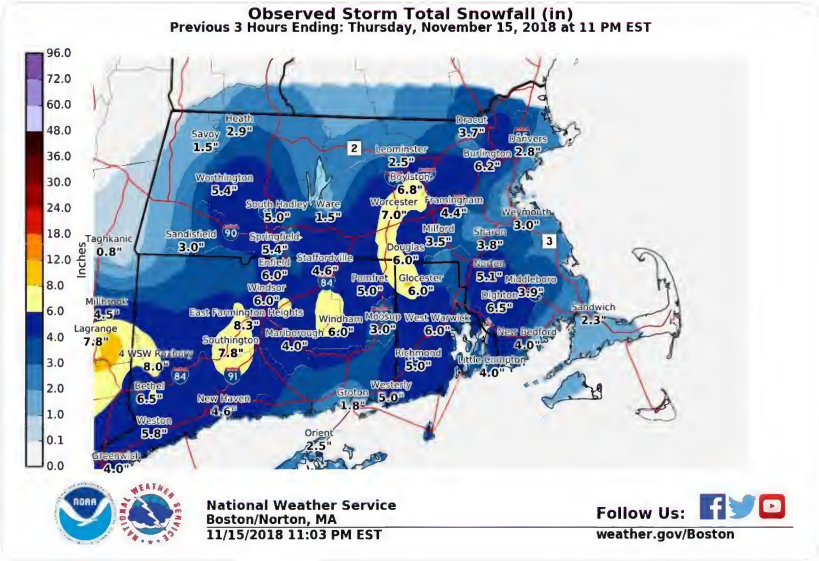 Observed Storm Total Snowfall (in)
Previous 3 Hours Ending: Thursday, November 15, 2018 at 11 PM EST
96.0
72.0
60.0
48.0
36.0
30.0
24.0
18.0
12.0
8.0
6.0
4.0
3.0
2.0
1.0
0.1
0.0
Inches
Heath
2.9"
Savoy
1.5"
2
Dracut
3.7"
Danvers
2.8"
Leominster
2.5"
Burlington
6.2"
Worthington
5.4"
Boylston
6.8"
South Hadley
5.0"
Ware
1.5"
Worcester
7.0"
Framingham
4.4"
Weymouth
3.0"
Taghkanic
0.8"
Sandisfield
3.0"
90
Springfield
5.4"
Milford
3.5"
Sharon
3.8"
3
Douglas
6.0"
Enfield
6.0"
Staffordville
4.6"
84
Norton
5.1"
Windsor
6.0"
Pomfret
5.0"
Glocester
6.0"
Middleboro
3.9"
Dighton
6.5"
Millbrook
4.5"
East Farmington Heights
8.3"
Windham
6.0"
Moosup
3.0"
West Warwick
6.0"
Sandwich
2.3"
Lagrange
7.8"
Marlborough
4.0"
New Bedford
4.0"
4 WSW Roxbury
8.0"
Southington
7.8"
Richmond
5.0"
Little Compton
4.0"
84
91
Bethel
6.5"
New Haven
4.6"
Groton
1.8"
Westerly
5.0"
Weston
5.8"
Orient
2.5"
Greenwich
4.0"
NOAA
NATIONAL WEATHER SERVICE
National Weather Service
Boston/Norton, MA
11/15/2018 11:03 PM EST
Follow Us:
weather.gov/Boston